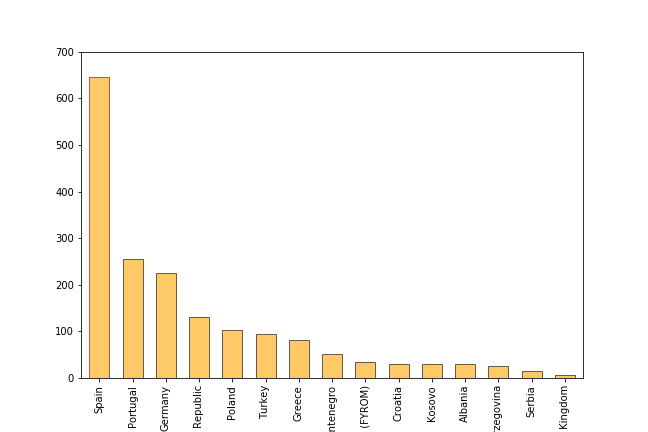 700
600
500
400
300
200
100
0
Spain
Portugal
Germany
Republic
Poland
Turkey
Greece
ntenegro
(FYROM)
Croatia
Kosovo
Albania
rzegovina
Serbia
Kingdom